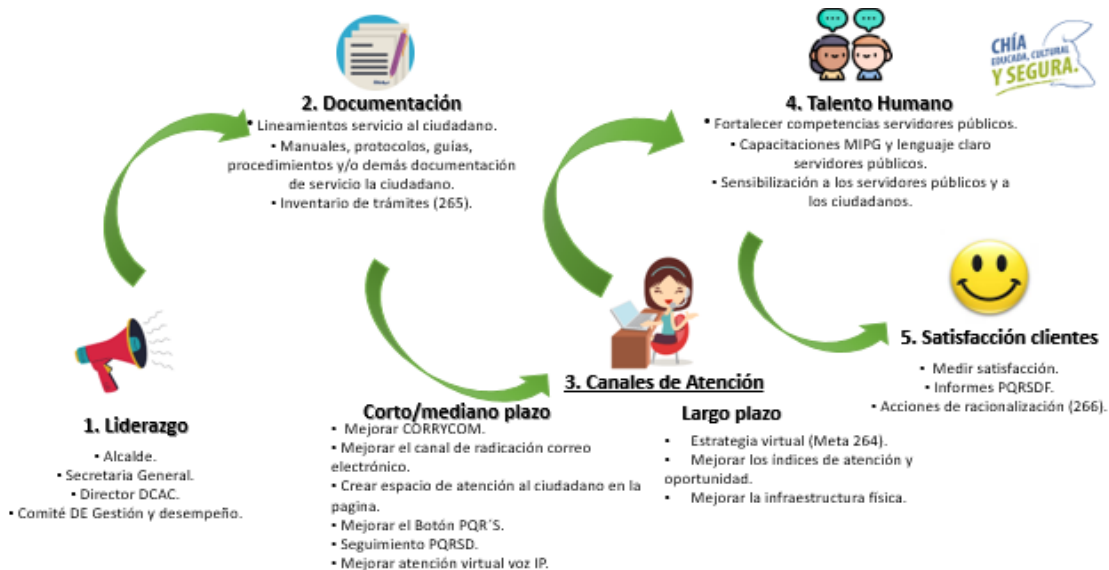 CHÍA
EDUCADA, CULTURAL
Y SEGURA.
2. Documentación
• Lineamientos servicio al ciudadano.
▪ Manuales, protocolos, guías,
procedimientos y/o demás documentación
de servicio la ciudadano.
▪ Inventario de trámites (265).
4. Talento Humano
• Fortalecer competencias servidores públicos.
▪ Capacitaciones MIPG y lenguaje claro
servidores públicos.
▪ Sensibilización a los servidores públicos y a
los ciudadanos.
1. Liderazgo
▪ Alcalde.
▪ Secretaria General.
▪ Director DCAC.
▪ Comité DE Gestión y desempeño.
3. Canales de Atención
Corto/mediano plazo
▪ Mejorar CORRYCOM.
▪ Mejorar el canal de radicación correo
electrónico.
▪ Crear espacio de atención al ciudadano en la
pagina.
▪ Mejorar el Botón PQR´S.
▪ Seguimiento PQRSD.
▪ Mejorar atención virtual voz IP.
Largo plazo
▪ Estrategia virtual (Meta 264).
▪ Mejorar los índices de atención y
oportunidad.
▪ Mejorar la infraestructura física.
5. Satisfacción clientes
▪ Medir satisfacción.
▪ Informes PQRSDF.
▪ Acciones de racionalización (266).